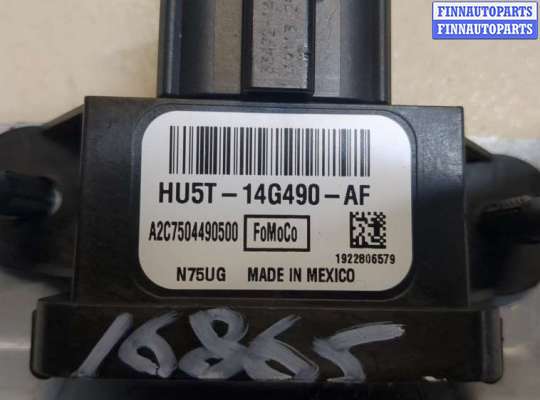 FINNAUTOPARTS
FINNAUTOPARTS
HU5T-14G490-AF
A2C7504490500 FoMoCo
1922806579
N75UG MADE IN MEXICO
16865